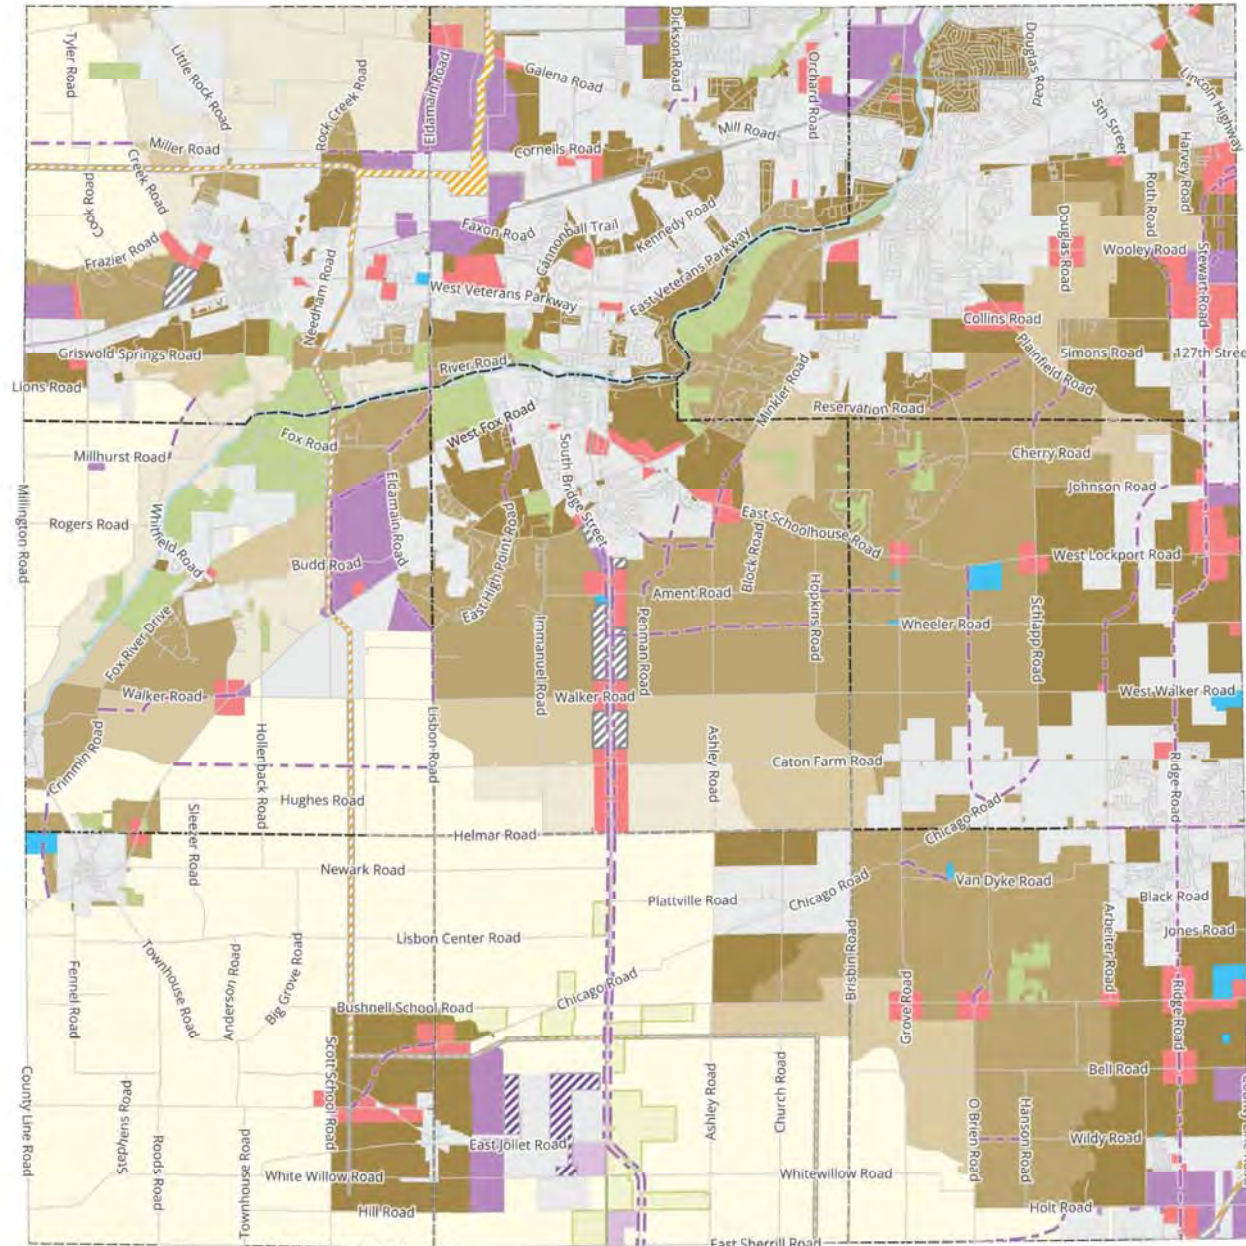 Tyler Road
Little Rock Road
Rock Creek Road
Eldamain Road
Galena Road
Dickson Road
Orchard Road
Douglas Road
Lincoln Highway
5th Street
Harvey Road
Miller Road
Mill Road
Corneils Road
Creek Road
Cook Road
Roth Road
Frazier Road
Faxon Road
Cannonball Trail
Kennedy Road
Douglas Road
Wooley Road
Stewart Road
Needham Road
West Veterans Parkway
East Veterans Parkway
Collins Road
Griswold Springs Road
River Road
Plainfield Road
Simons Road
127th Stree
Lions Road
Minkler Road
Reservation Road
Fox Road
West Fox Road
Millhurst Road
South Bridge Street
Cherry Road
Eldamain Road
Johnson Road
Millington Road
Rogers Road
Whitfield Road
East Schoolhouse Road
Block Road
West Lockport Road
Budd Road
East High Point Road
Ament Road
Hopkins Road
Schlapp Road
Fox River Drive
Immanuel Road
Penman Road
Wheeler Road
Walker Road
Walker Road
West Walker Road
Crimmin Road
Hollenback Road
Lisbon Road
Ashley Road
Caton Farm Road
Ridge Road
Hughes Road
Sleezer Road
Helmar Road
Chicago Road
Newark Road
Van Dyke Road
Plattville Road
Chicago Road
Black Road
Arbeiter Road
Jones Road
Lisbon Center Road
Townhouse Road
Anderson Road
Big Grove Road
Brisbin Road
Fennel Road
Chicago Road
Bushnell School Road
Grove Road
Ridge Road
Scott School Road
Bell Road
County Line Road
Stephens Road
Roods Road
Townhouse Road
Ashley Road
Church Road
O Brien Road
Hanson Road
East Joliet Road
Wildy Road
White Willow Road
Whitewillow Road
Hill Road
Holt Road
East Sherrill Road